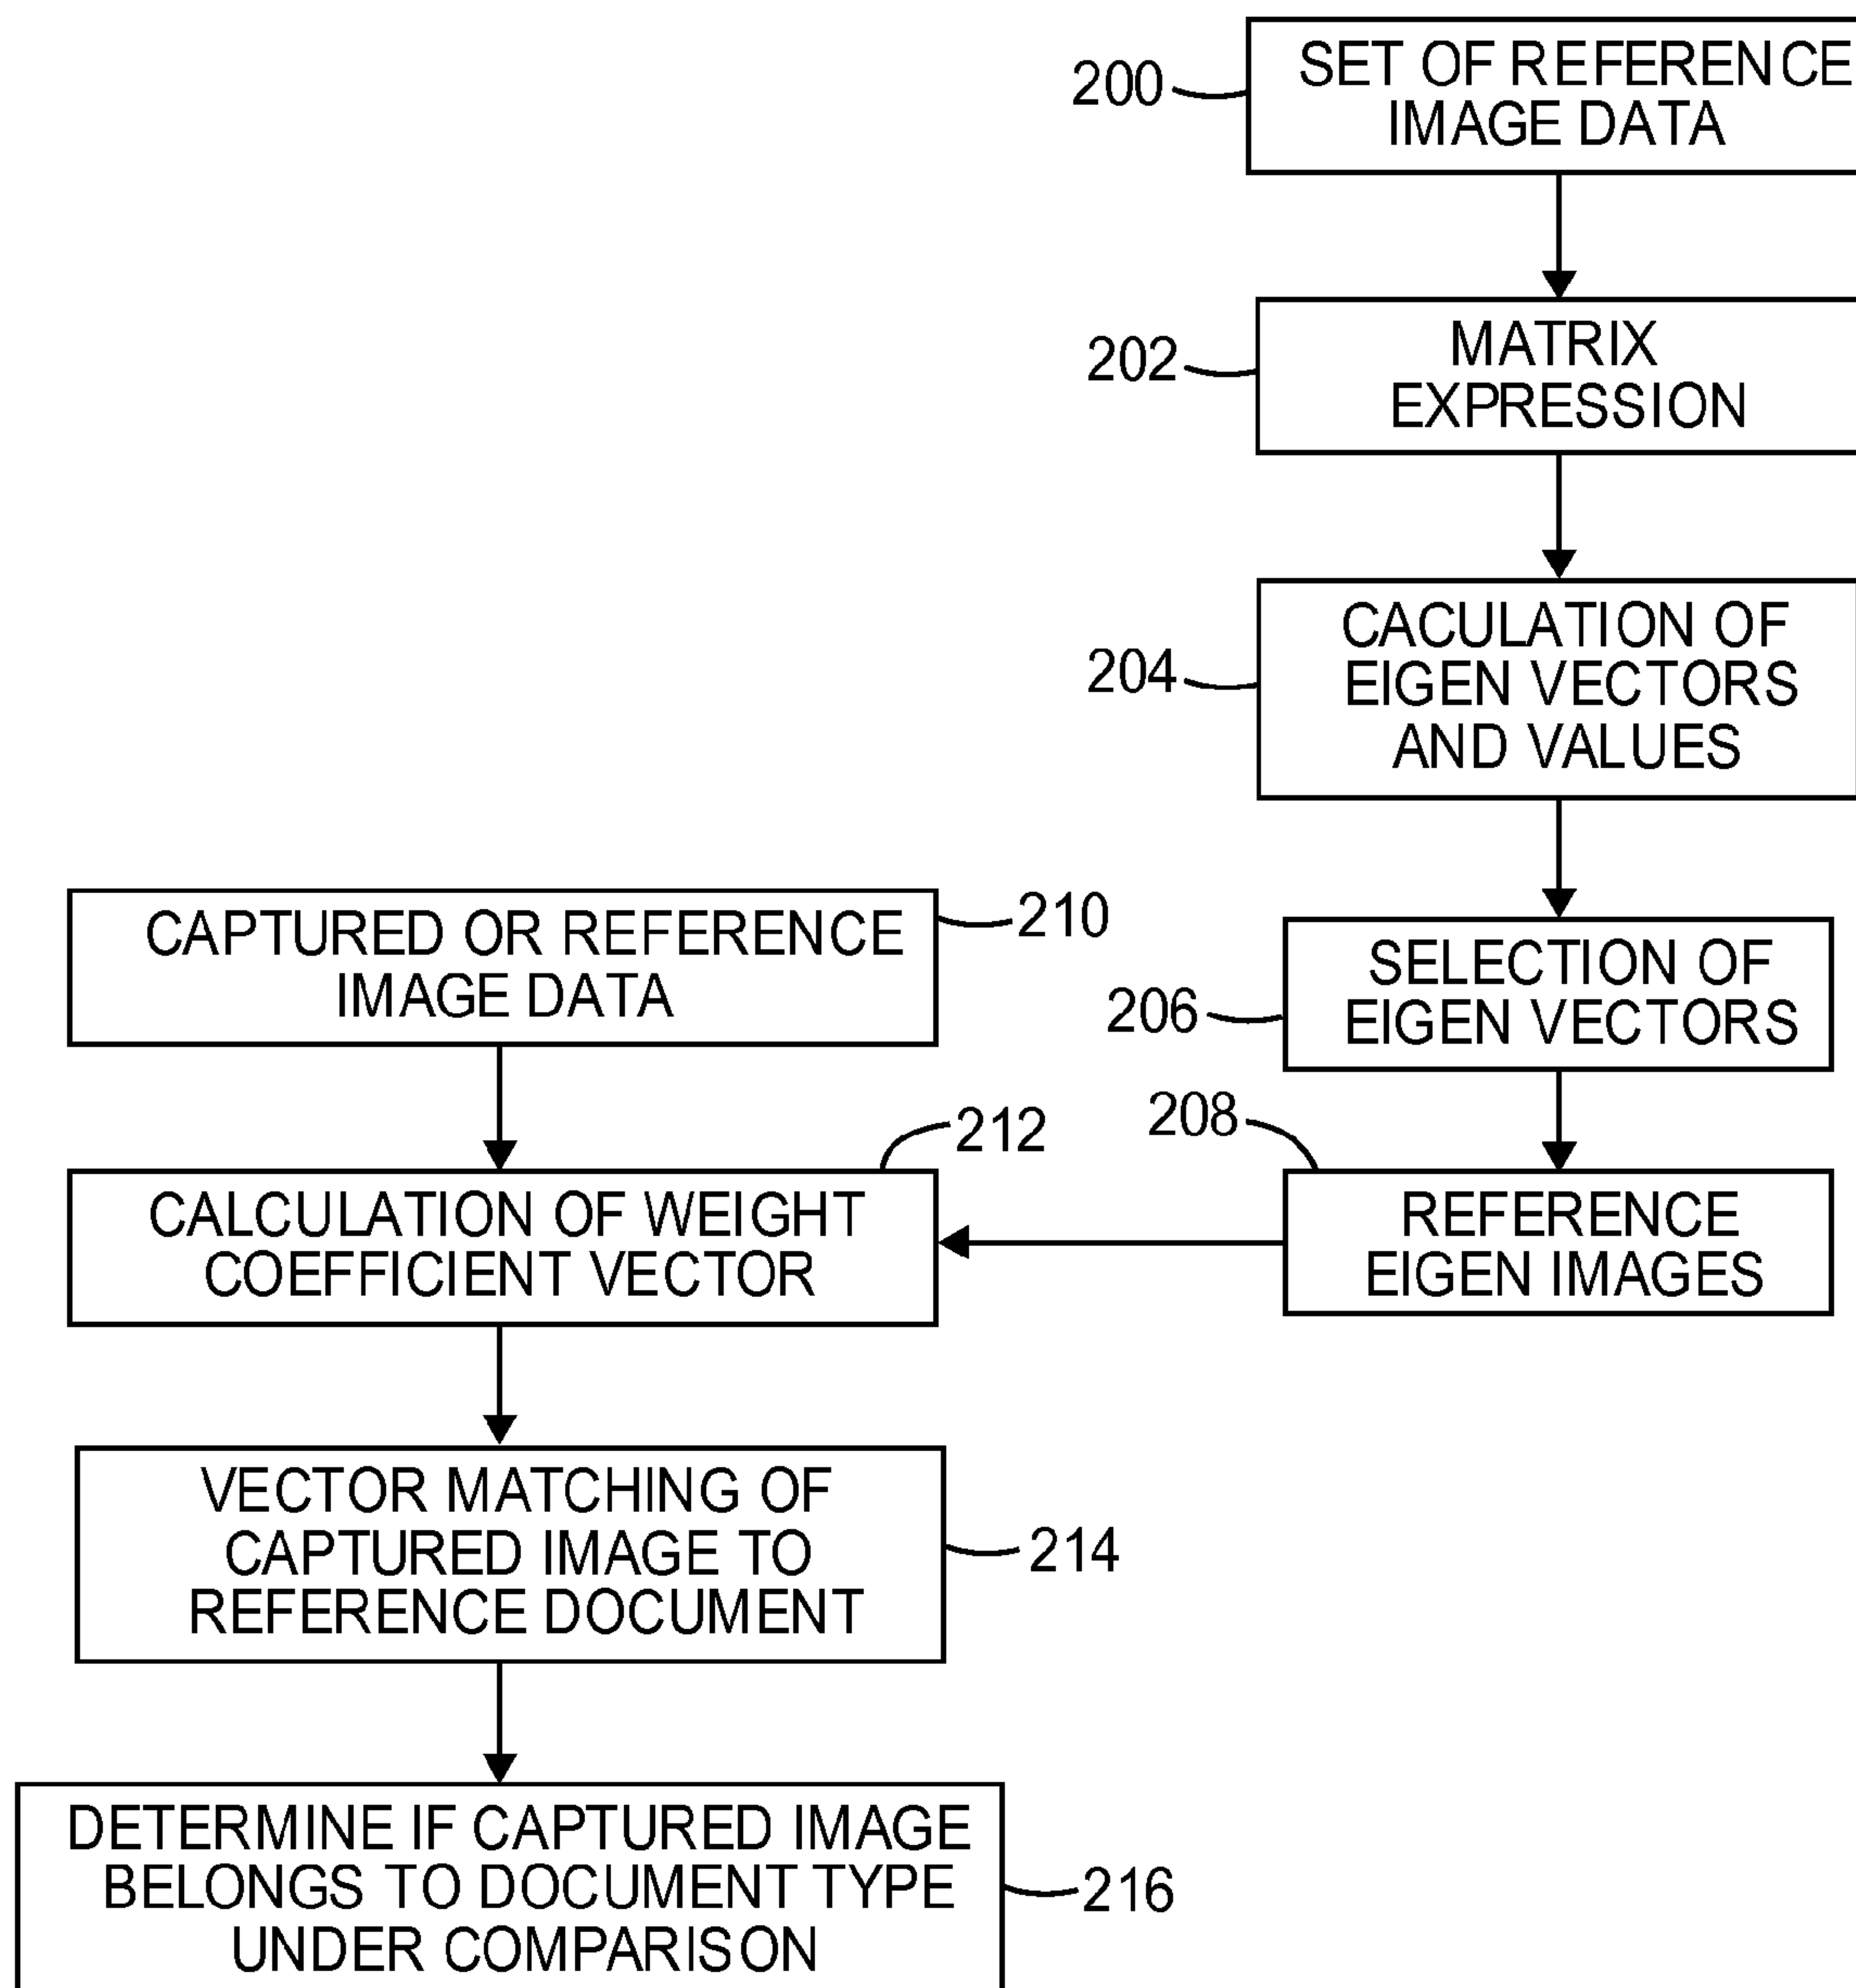 200
SET OF REFERENCE
IMAGE DATA
202
MATRIX
EXPRESSION
204
CACULATION OF
EIGEN VECTORS
AND VALUES
206
SELECTION OF
EIGEN VECTORS
208
REFERENCE
EIGEN IMAGES
CAPTURED OR REFERENCE
IMAGE DATA
210
212
CALCULATION OF WEIGHT
COEFFICIENT VECTOR
VECTOR MATCHING OF
CAPTURED IMAGE TO
REFERENCE DOCUMENT
214
DETERMINE IF CAPTURED IMAGE
BELONGS TO DOCUMENT TYPE
UNDER COMPARISON
216